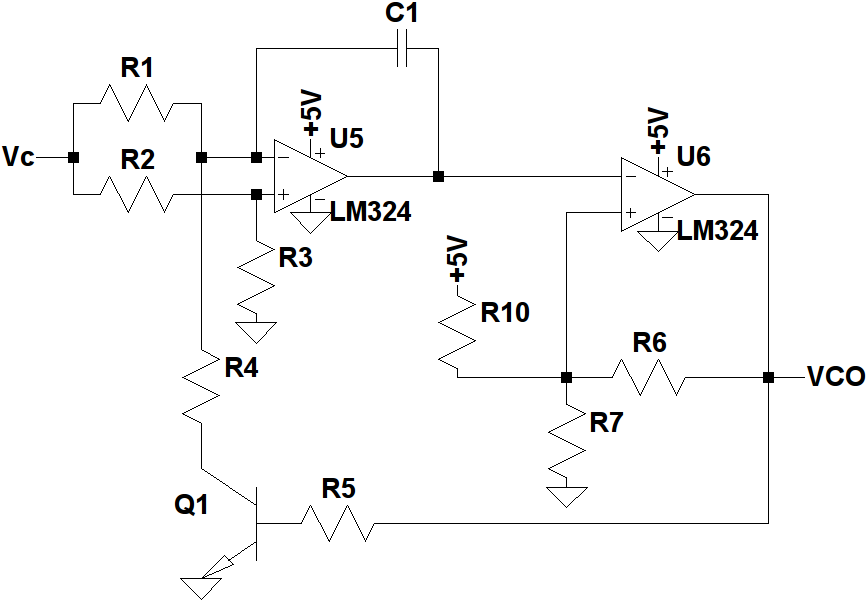 C1
R1
+5V
U5
+
Vc
R2
−
+
−
LM324
+5V
U6
+
−
+
−
LM324
R3
+5V
R10
R4
R6
VCO
R7
Q1
R5